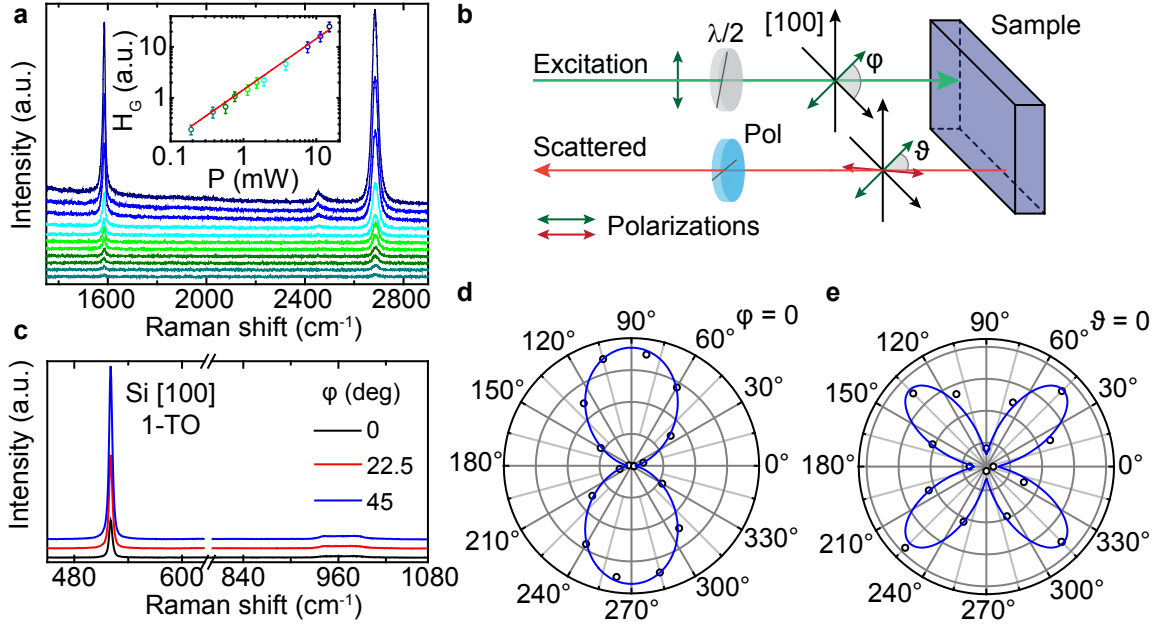 a
Intensity (a.u.)
H_G (a.u.)
10
1
0.1
1
10
P (mW)
1600
2000
2400
2800
Raman shift (cm⁻¹)
b
Excitation
λ/2
[100]
φ
Sample
Scattered
Pol
ϑ
Polarizations
c
Intensity (a.u.)
Si [100]
1-TO
φ (deg)
0
22.5
45
480
600
840
960
1080
Raman shift (cm⁻¹)
d
φ = 0
90°
60°
30°
0°
330°
300°
270°
240°
210°
180°
150°
120°
e
ϑ = 0
90°
60°
30°
0°
330°
300°
270°
240°
210°
180°
150°
120°